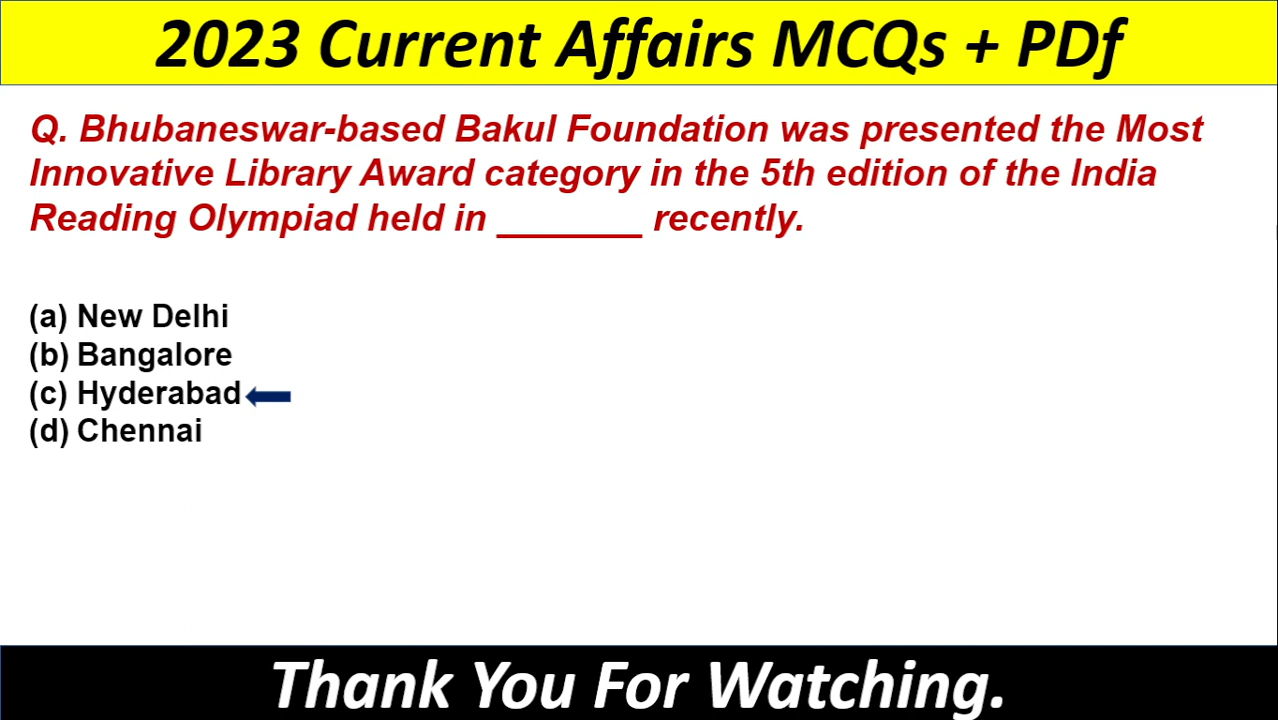 2023 Current Affairs MCQs + PDf
Q. Bhubaneswar-based Bakul Foundation was presented the Most
Innovative Library Award category in the 5th edition of the India
Reading Olympiad held in _______ recently.
(a) New Delhi
(b) Bangalore
(c) Hyderabad
(d) Chennai
Thank You For Watching.